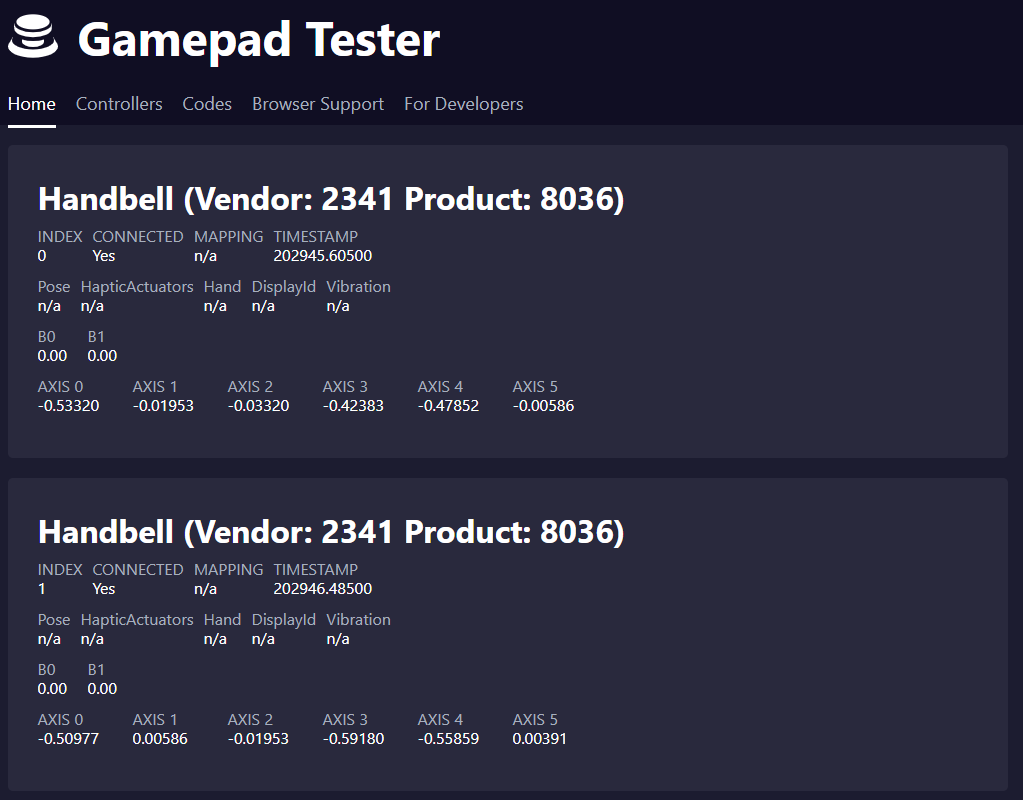 Gamepad Tester
Home Controllers Codes Browser Support For Developers
Handbell (Vendor: 2341 Product: 8036)
INDEX CONNECTED MAPPING TIMESTAMP
0 Yes n/a 202945.60500
Pose HapticActuators Hand DisplayId Vibration
n/a n/a n/a n/a n/a
B0 B1
0.00 0.00
AXIS 0 AXIS 1 AXIS 2 AXIS 3 AXIS 4 AXIS 5
-0.53320 -0.01953 -0.03320 -0.42383 -0.47852 -0.00586
Handbell (Vendor: 2341 Product: 8036)
INDEX CONNECTED MAPPING TIMESTAMP
1 Yes n/a 202946.48500
Pose HapticActuators Hand DisplayId Vibration
n/a n/a n/a n/a n/a
B0 B1
0.00 0.00
AXIS 0 AXIS 1 AXIS 2 AXIS 3 AXIS 4 AXIS 5
-0.50977 0.00586 -0.01953 -0.59180 -0.55859 0.00391